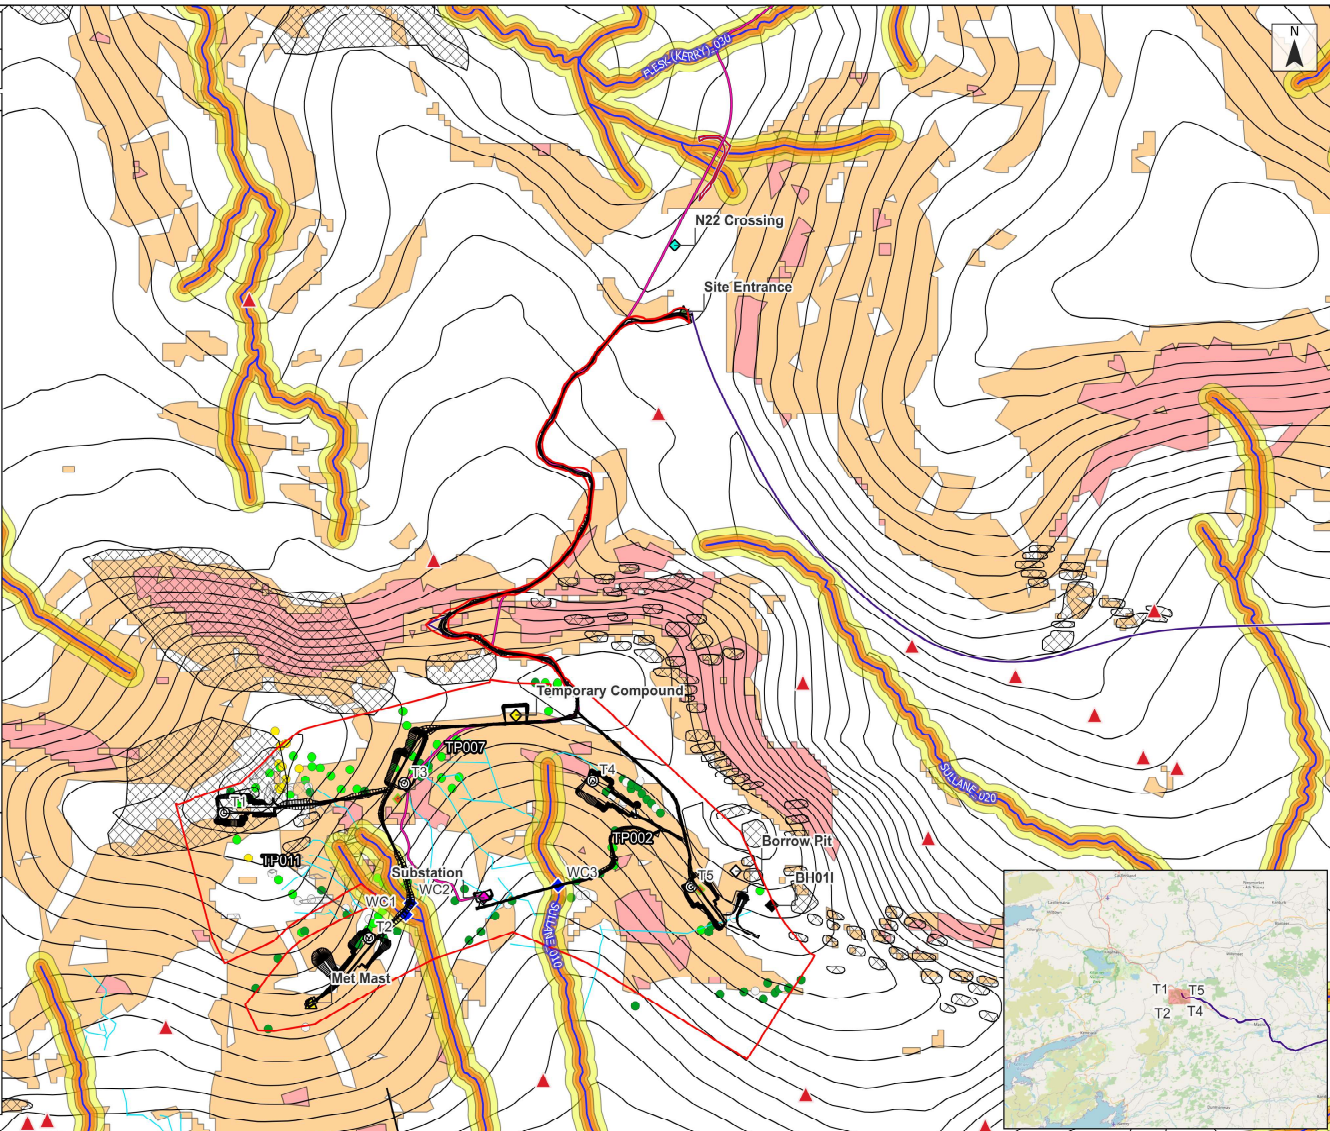 N
FLESK (KERRY)_030
N22 Crossing
Site Entrance
Temporary Compound
TP007
T3
T4
T1
TP002
Borrow Pit
TP011
Substation
WC3
BH01I
WC2
T5
WC1
T2
Met Mast
SULLANE_020
SULLANE_010
T1 T5
T2 T4